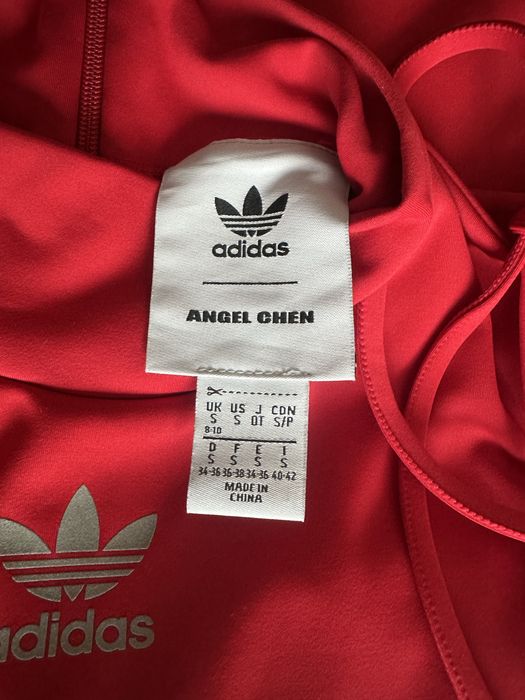 adidas
ANGEL CHEN
UK US J CDN
S S OT S/P
8-10
D F E I
S S S S
34-36 36-38 34-36 40-42
MADE IN
CHINA
adidas